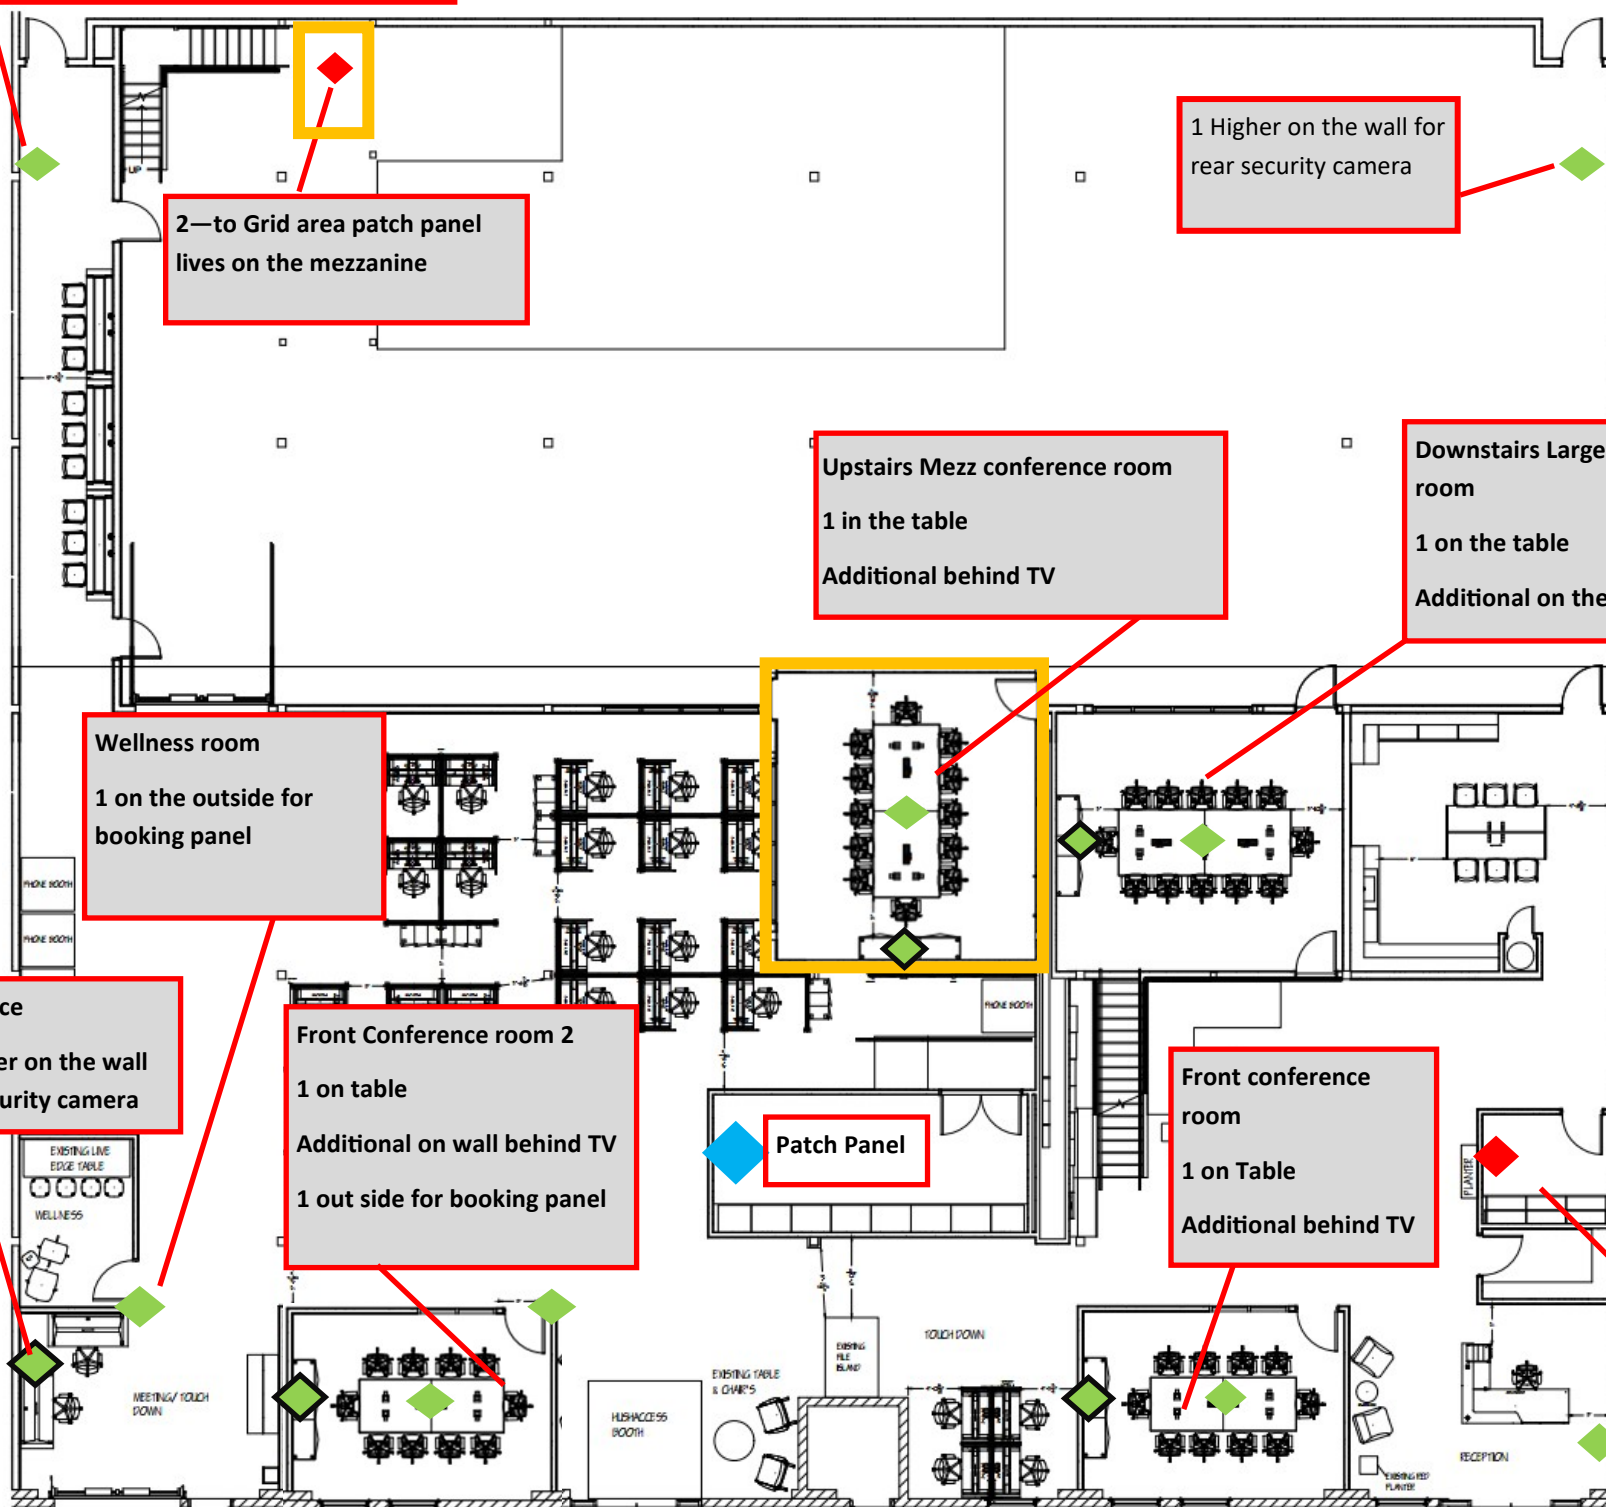 1 Higher on the wall for
rear security camera
UP
2—to Grid area patch panel
lives on the mezzanine
Upstairs Mezz conference room
1 in the table
Additional behind TV
Downstairs Large
room
1 on the table
Additional on the
Wellness room
1 on the outside for
booking panel
PHONE BOOTH
PHONE BOOTH
PHONE BOOTH
ce
er on the wall
urity camera
Front Conference room 2
1 on table
Additional on wall behind TV
1 out side for booking panel
Patch Panel
Front conference
room
1 on Table
Additional behind TV
EXISTING LIVE
EDGE TABLE
WELLNESS
PLANTER
MEETING/ TOUCH
DOWN
HUSHACCESS
BOOTH
EXISTING TABLE
& CHAIR'S
EXISTING
FILE
ISLAND
TOUCH DOWN
RECEPTION
EXISTING RED
PLANTER